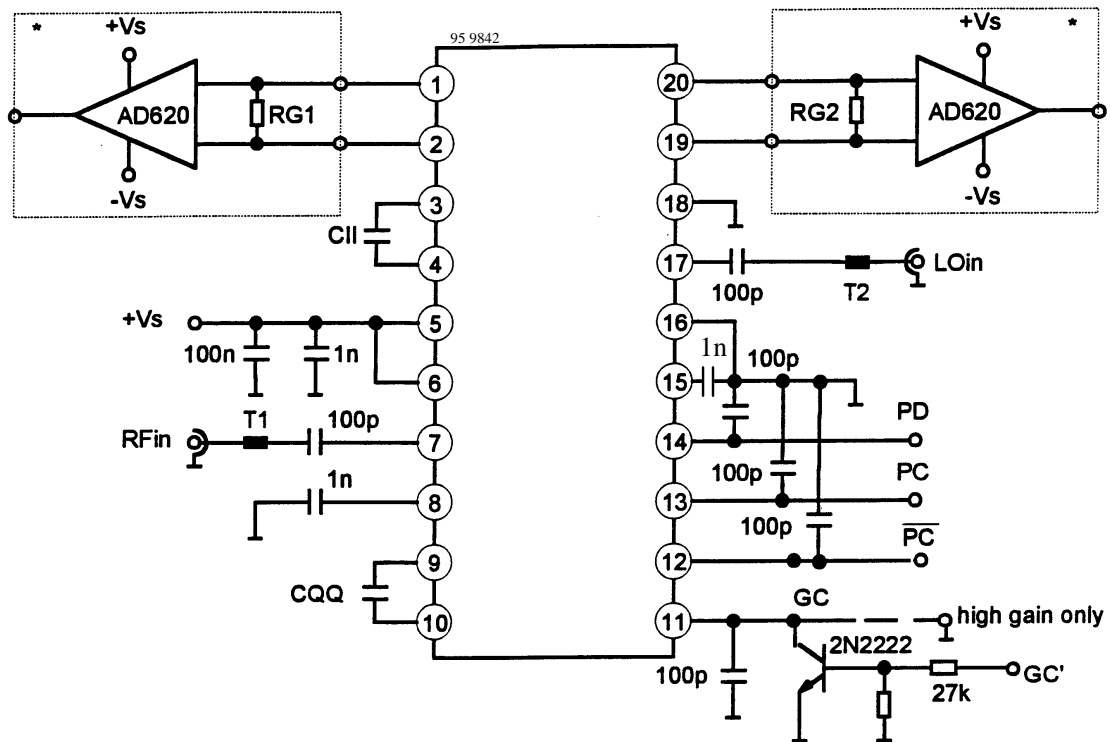 *
+Vs
95 9842
+Vs
*
AD620
RG1
1
20
RG2
AD620
2
19
-Vs
-Vs
3
18
CII
4
17
LOin
100p
T2
+Vs
5
16
100n
1n
1n
100p
6
15
T1
100p
PD
RFin
7
14
100p
PC
1n
8
13
100p
PC
9
12
CQQ
GC
10
11
high gain only
2N2222
100p
27k
GC'